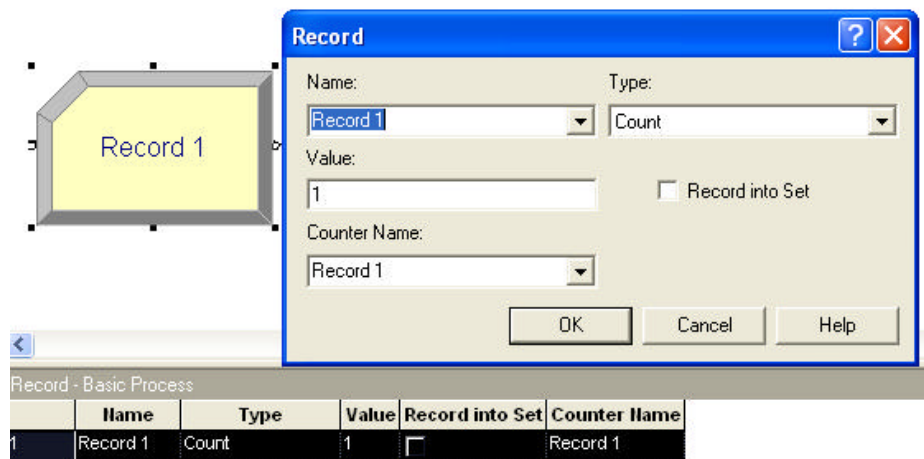 Record
Name:
Type:
Record 1
Count
Record 1
Value:
1
Record into Set
Counter Name:
Record 1
OK Cancel Help
Record - Basic Process
Name Type Value Record into Set Counter Name
1 Record 1 Count 1 Record 1